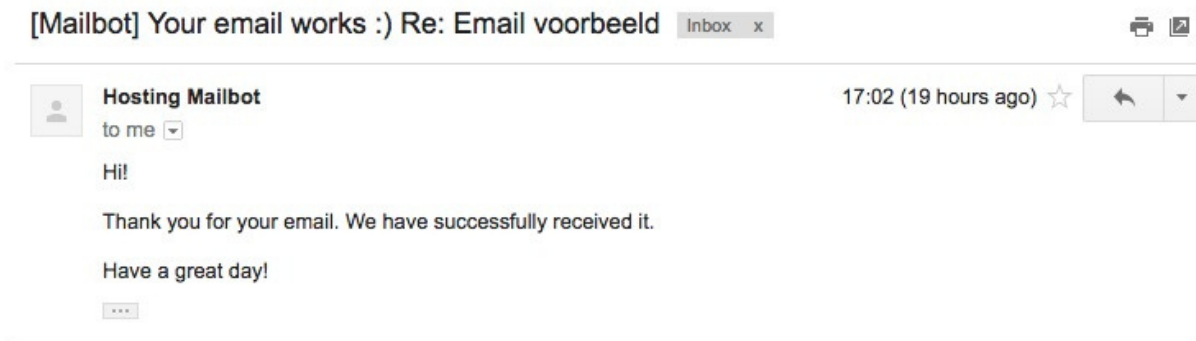 [Mailbot] Your email works :) Re: Email voorbeeld Inbox x
Hosting Mailbot 17:02 (19 hours ago)
to me
Hi!
Thank you for your email. We have successfully received it.
Have a great day!